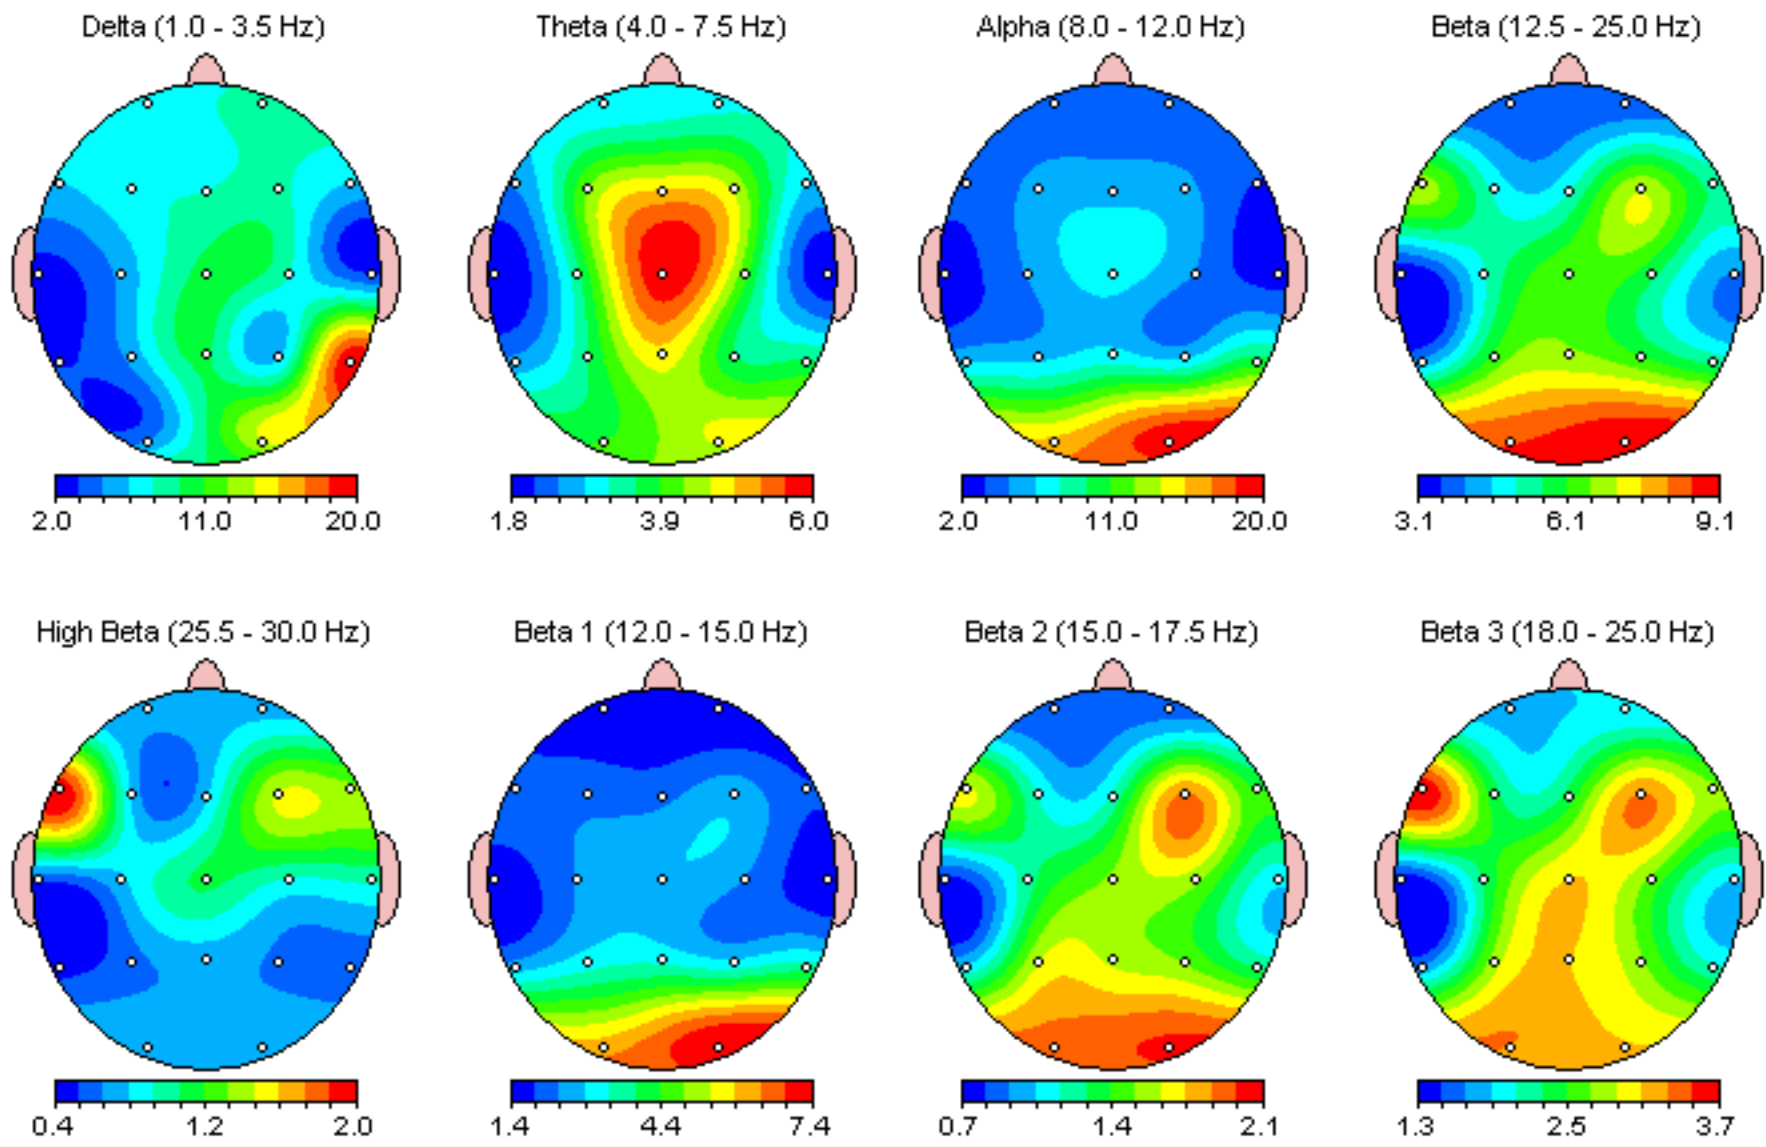 Delta (1.0 - 3.5 Hz)
Theta (4.0 - 7.5 Hz)
Alpha (8.0 - 12.0 Hz)
Beta (12.5 - 25.0 Hz)
2.0 11.0 20.0
1.8 3.9 6.0
2.0 11.0 20.0
3.1 6.1 9.1
High Beta (25.5 - 30.0 Hz)
Beta 1 (12.0 - 15.0 Hz)
Beta 2 (15.0 - 17.5 Hz)
Beta 3 (18.0 - 25.0 Hz)
0.4 1.2 2.0
1.4 4.4 7.4
0.7 1.4 2.1
1.3 2.5 3.7